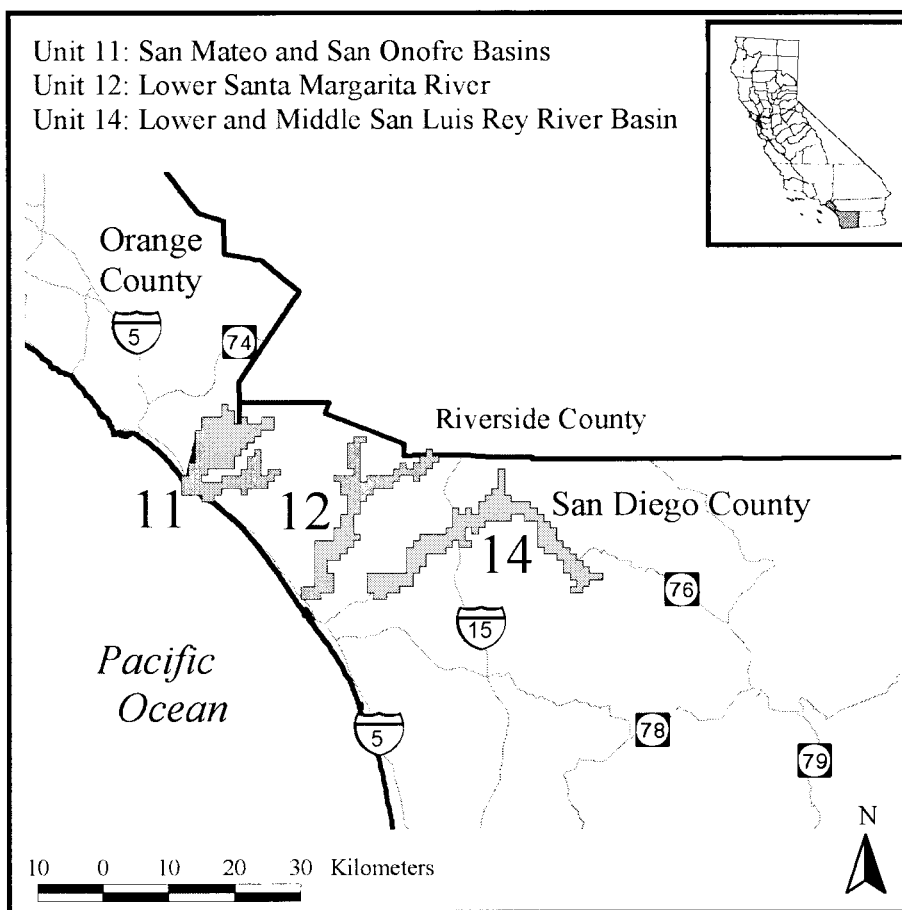 Unit 11: San Mateo and San Onofre Basins
Unit 12: Lower Santa Margarita River
Unit 14: Lower and Middle San Luis Rey River Basin
Orange
County
5
74
Riverside County
11
12
San Diego County
14
76
15
Pacific
Ocean
5
78
79
N
10 0 10 20 30 Kilometers